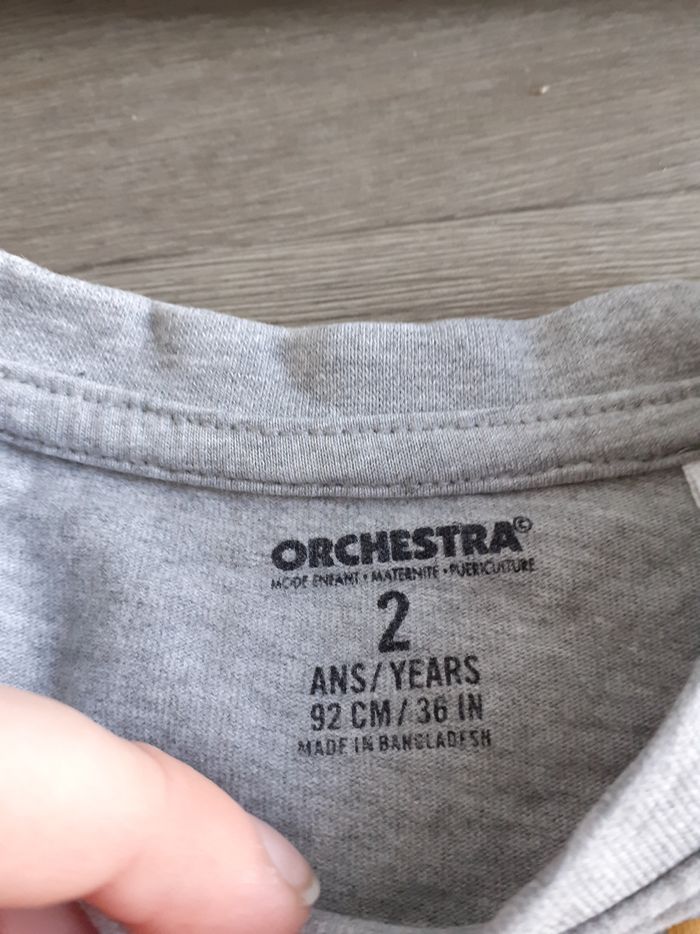 ORCHESTRA©
MODE ENFANT • MATERNITE • PUERICULTURE
2
ANS/YEARS
92 CM/36 IN
MADE IN BANGLADESH